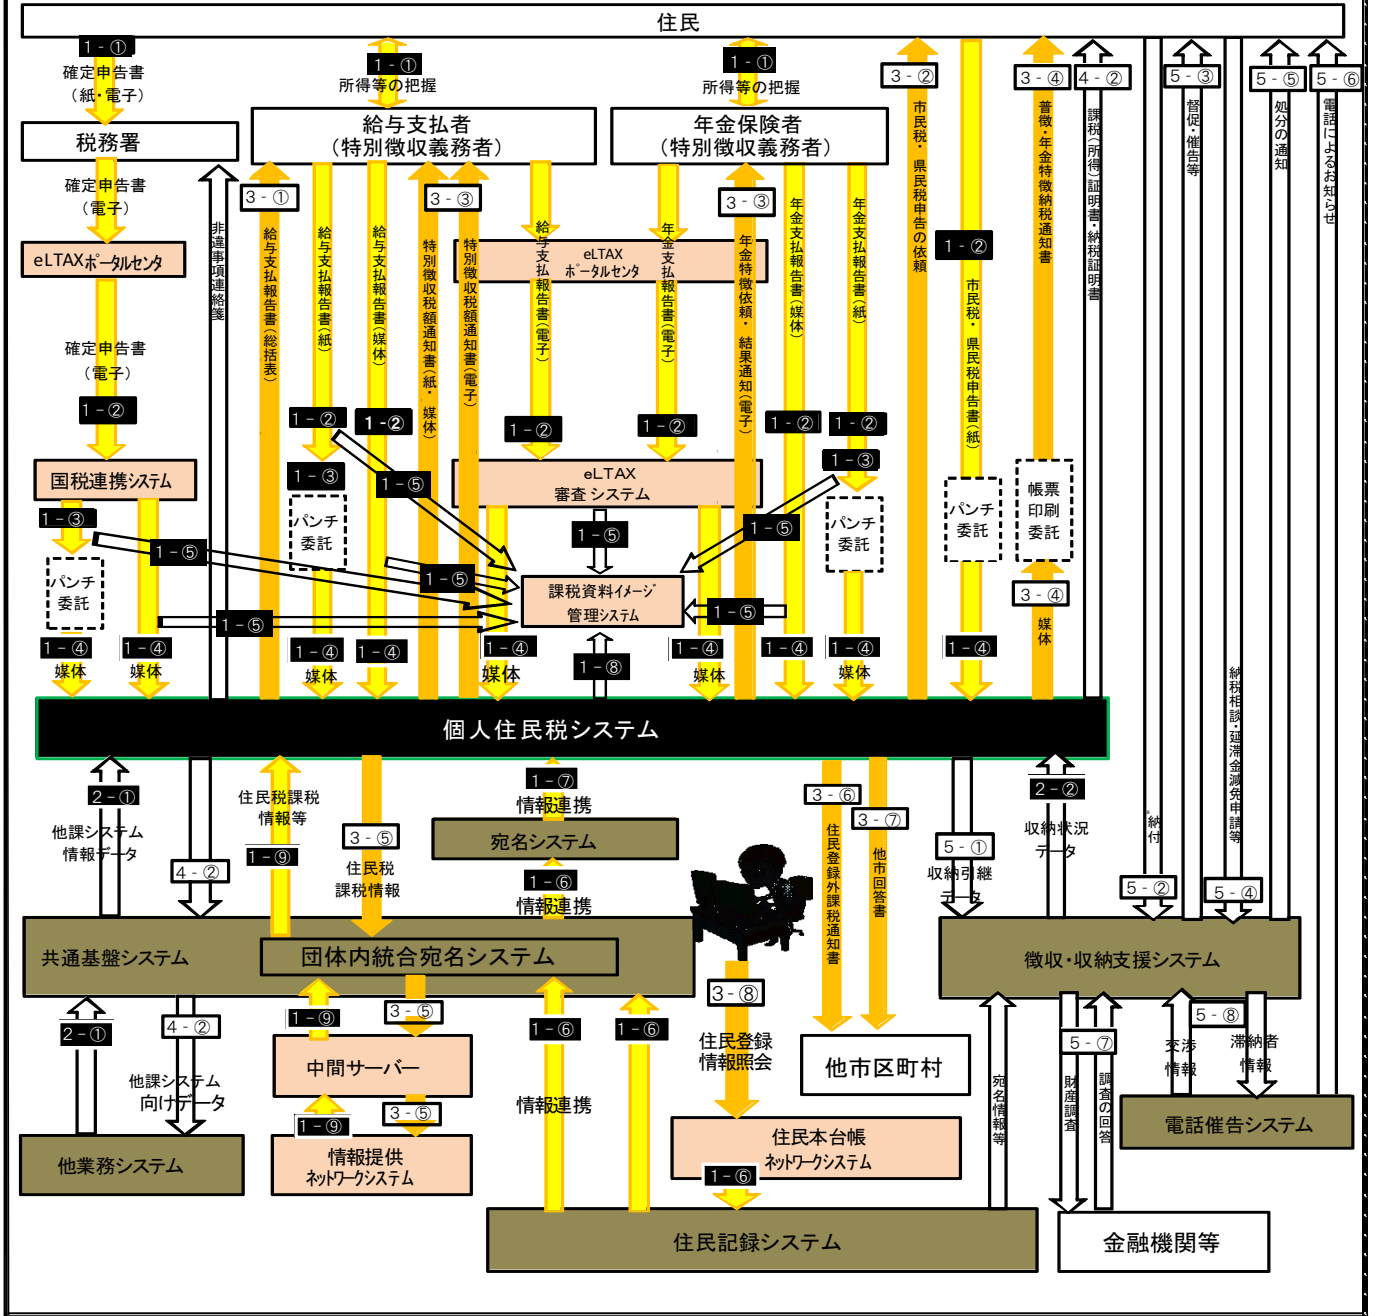 住民
1-①
確定申告書
(紙・電子)
1-①
所得等の把握
1-①
所得等の把握
3-②
3-④
4-②
5-③
5-⑤
5-⑥
税務署
給与支払者
(特別徴収義務者)
年金保険者
(特別徴収義務者)
市民税・県民税申告の依頼
1-②
市民税・県民税申告書(紙)
普徴・年金特徴納税通知書
課税(所得)証明書・納税証明書
督促・催告等
処分の通知
電話によるお知らせ
確定申告書
(電子)
3-①
3-③
3-③
eLTAXポータルセンタ
非違事項連絡箋
給与支払報告書(総括表)
給与支払報告書(紙)
給与支払報告書(媒体)
特別徴収税額通知書(紙・媒体)
特別徴収税額通知書(電子)
給与支払報告書(電子)
eLTAX
ポータルセンタ
年金支払報告書(電子)
年金特徴依頼・結果通知(電子)
年金支払報告書(媒体)
年金支払報告書(紙)
確定申告書
(電子)
1-②
1-②
1-②
1-②
1-②
1-②
1-②
国税連携システム
1-③
1-③
1-③
eLTAX
審査システム
1-⑤
1-⑤
1-⑤
1-⑤
1-⑤
1-⑤
1-⑤
パンチ
委託
パンチ
委託
パンチ
委託
パンチ
委託
帳票
印刷
委託
課税資料イメージ
管理システム
3-④
媒体
1-④
媒体
1-④
媒体
1-④
媒体
1-④
1-④
媒体
1-⑧
1-④
媒体
1-④
1-④
媒体
1-④
納税相談・延滞金減免申請等
個人住民税システム
2-①
他課システム
情報データ
4-②
住民税課税
情報等
1-⑨
3-⑤
住民税
課税情報
1-⑦
情報連携
宛名システム
1-⑥
情報連携
3-⑥
住民登録外課税通知書
3-⑦
他市回答書
5-①
収納引継
データ
2-②
収納状況
データ
納付
5-②
5-④
共通基盤システム
団体内統合宛名システム
徴収・収納支援システム
2-①
4-②
他課システム
向けデータ
1-⑨
3-⑤
中間サーバー
1-⑨
3-⑤
情報提供
ネットワークシステム
1-⑥
1-⑥
情報連携
3-⑧
住民登録
情報照会
他市区町村
宛名情報等
財産調査
5-⑦
調査の回答
交渉
情報
5-⑧
滞納者
情報
電話催告システム
他業務システム
住民本台帳
ネットワークシステム
1-⑥
住民記録システム
金融機関等